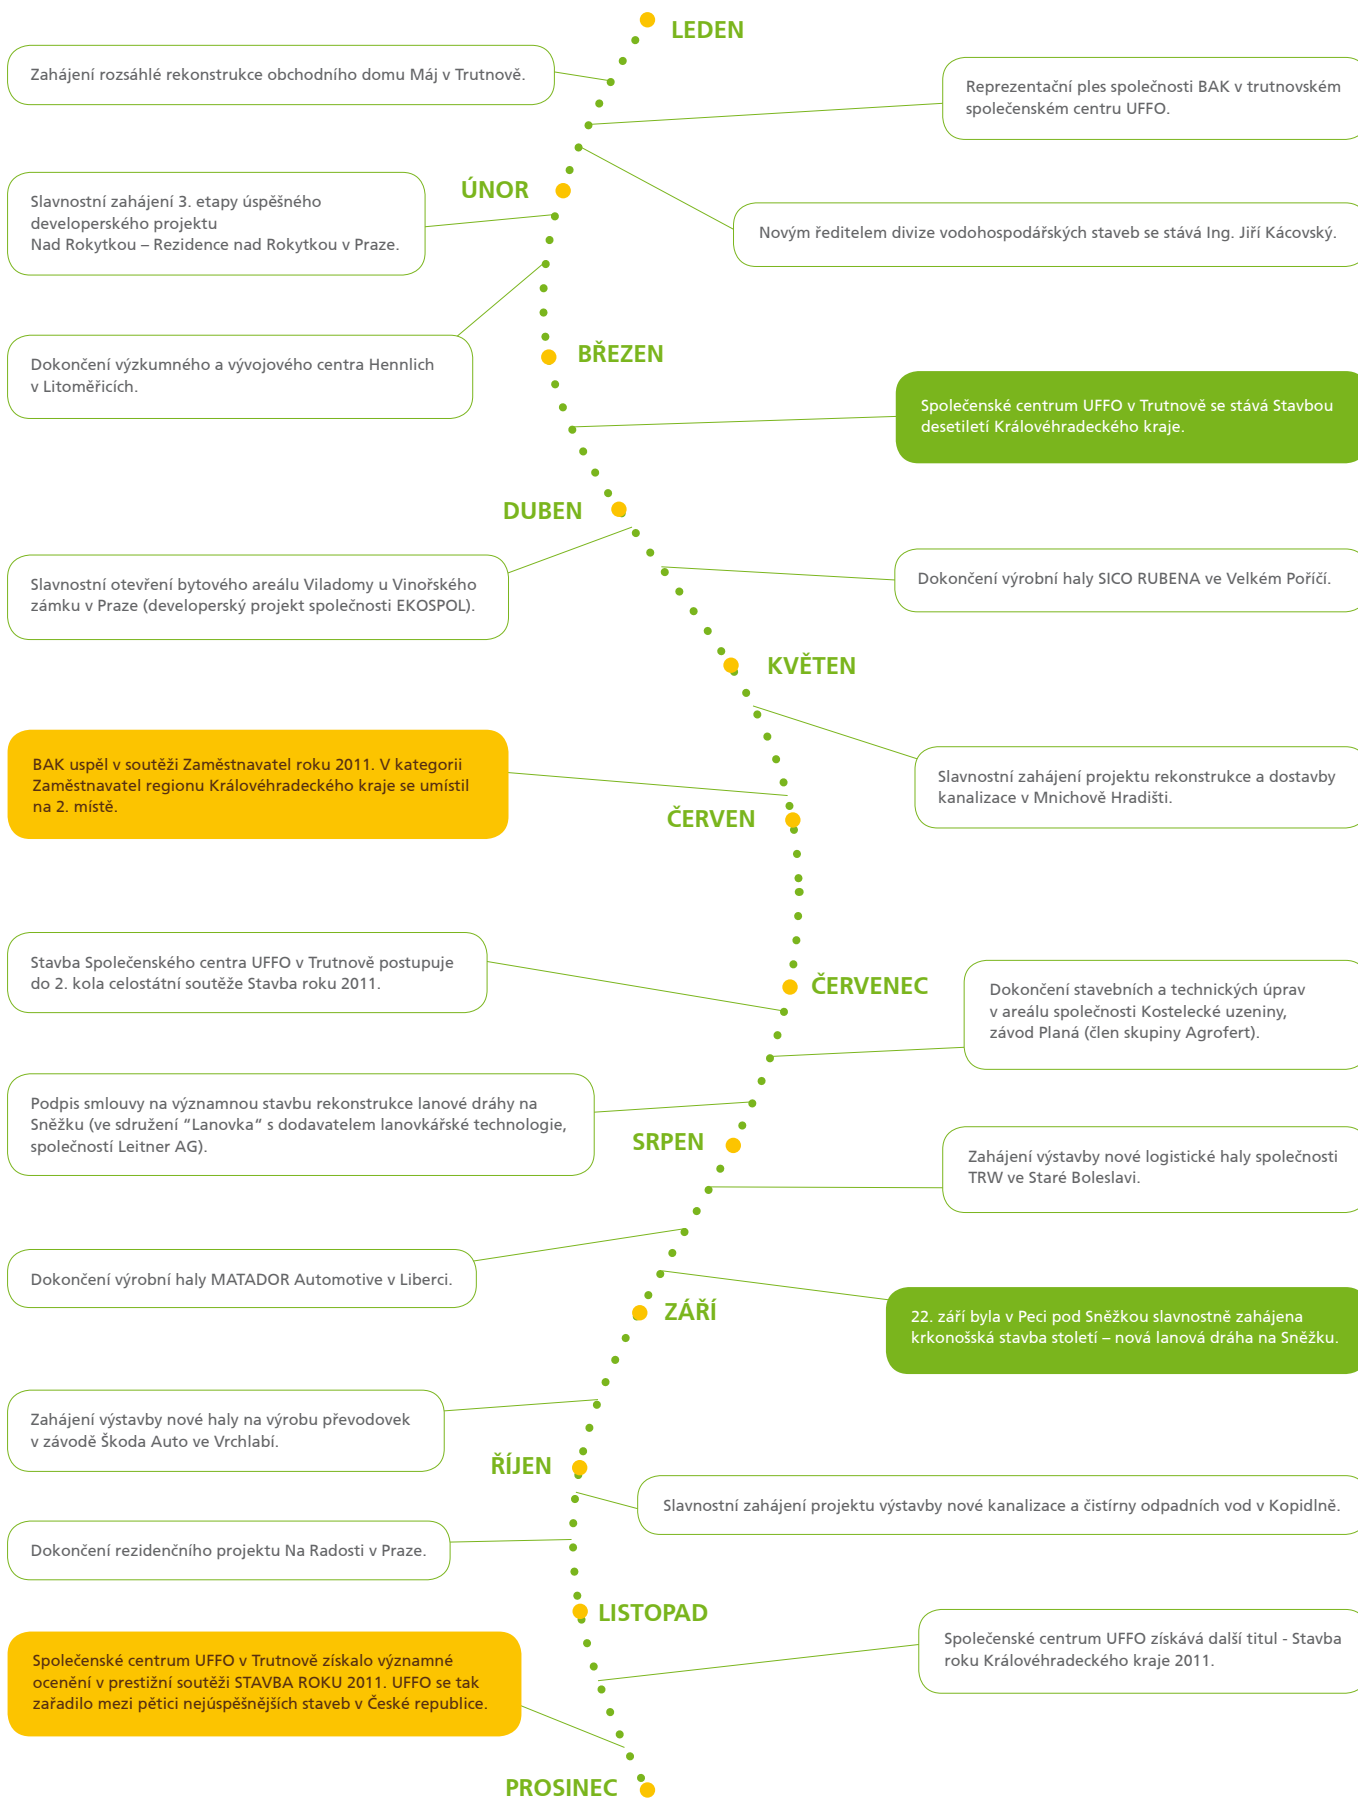 LEDEN
Zahájení rozsáhlé rekonstrukce obchodního domu Máj v Trutnově.
Reprezentační ples společnosti BAK v trutnovském
společenském centru UFFO.
ÚNOR
Slavnostní zahájení 3. etapy úspěšného
developerského projektu
Nad Rokytkou – Rezidence nad Rokytkou v Praze.
Novým ředitelem divize vodohospodářských staveb se stává Ing. Jiří Kácovský.
BŘEZEN
Dokončení výzkumného a vývojového centra Hennlich
v Litoměřicích.
Společenské centrum UFFO v Trutnově se stává Stavbou
desetiletí Královéhradeckého kraje.
DUBEN
Slavnostní otevření bytového areálu Viladomy u Vinořského
zámku v Praze (developerský projekt společnosti EKOSPOL).
Dokončení výrobní haly SICO RUBENA ve Velkém Poříčí.
KVĚTEN
BAK uspěl v soutěži Zaměstnavatel roku 2011. V kategorii
Zaměstnavatel regionu Královéhradeckého kraje se umístil
na 2. místě.
Slavnostní zahájení projektu rekonstrukce a dostavby
kanalizace v Mnichově Hradišti.
ČERVEN
Stavba Společenského centra UFFO v Trutnově postupuje
do 2. kola celostátní soutěže Stavba roku 2011.
ČERVENEC
Dokončení stavebních a technických úprav
v areálu společnosti Kostelecké uzeniny,
závod Planá (člen skupiny Agrofert).
Podpis smlouvy na významnou stavbu rekonstrukce lanové dráhy na
Sněžku (ve sdružení "Lanovka" s dodavatelem lanovkářské technologie,
společností Leitner AG).
SRPEN
Zahájení výstavby nové logistické haly společnosti
TRW ve Staré Boleslavi.
Dokončení výrobní haly MATADOR Automotive v Liberci.
ZÁŘÍ
22. září byla v Peci pod Sněžkou slavnostně zahájena
krkonošská stavba století – nová lanová dráha na Sněžku.
Zahájení výstavby nové haly na výrobu převodovek
v závodě Škoda Auto ve Vrchlabí.
ŘÍJEN
Slavnostní zahájení projektu výstavby nové kanalizace a čistírny odpadních vod v Kopidlně.
Dokončení rezidenčního projektu Na Radosti v Praze.
LISTOPAD
Společenské centrum UFFO získává další titul - Stavba
roku Královéhradeckého kraje 2011.
Společenské centrum UFFO v Trutnově získalo významné
ocenění v prestižní soutěži STAVBA ROKU 2011. UFFO se tak
zařadilo mezi pětici nejúspěšnějších staveb v České republice.
PROSINEC